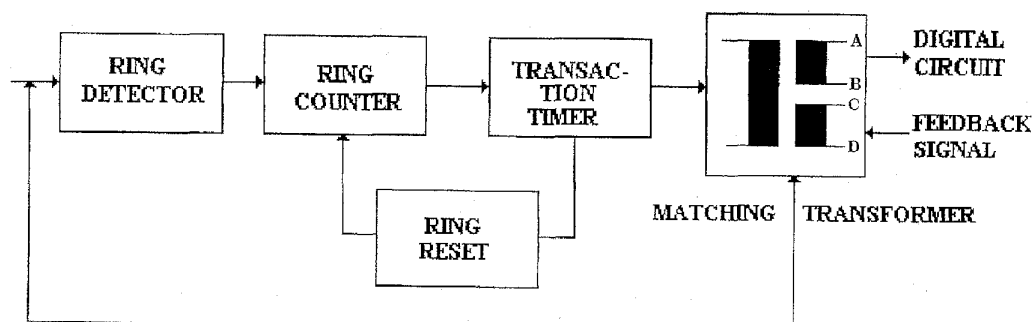 RING
DETECTOR
RING
COUNTER
TRANSAC-
TION
TIMER
A
B
C
D
DIGITAL
CIRCUIT
FEEDBACK
SIGNAL
RING
RESET
MATCHING TRANSFORMER